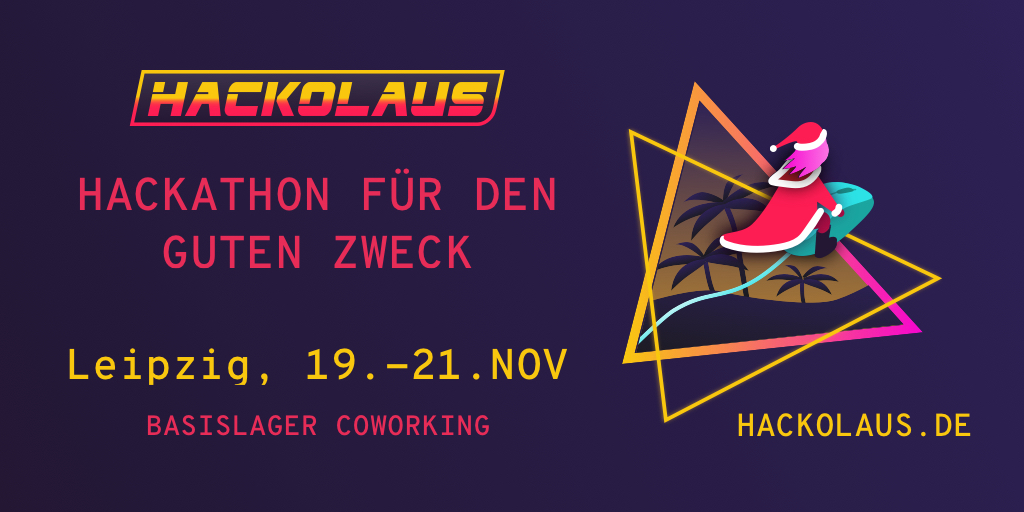 HACKOLAUS
HACKATHON FÜR DEN
GUTEN ZWECK
Leipzig, 19.–21.NOV
BASISLAGER COWORKING
HACKOLAUS.DE